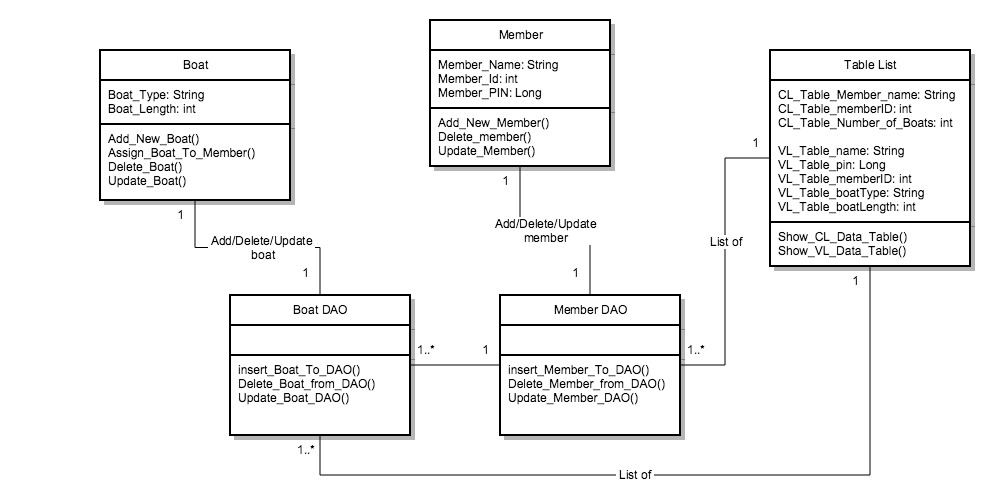 Boat
Boat_Type: String
Boat_Length: int
Add_New_Boat()
Assign_Boat_To_Member()
Delete_Boat()
Update_Boat()
1
Add/Delete/Update
boat
1
Member
Member_Name: String
Member_Id: int
Member_PIN: Long
Add_New_Member()
Delete_member()
Update_Member()
1
Add/Delete/Update
member
1
Table List
CL_Table_Member_name: String
CL_Table_memberID: int
CL_Table_Number_of_Boats: int
VL_Table_name: String
VL_Table_pin: Long
VL_Table_memberID: int
VL_Table_boatType: String
VL_Table_boatLength: int
Show_CL_Data_Table()
Show_VL_Data_Table()
1
List of
1
Boat DAO
insert_Boat_To_DAO()
Delete_Boat_from_DAO()
Update_Boat_DAO()
1..*
1
Member DAO
insert_Member_To_DAO()
Delete_Member_from_DAO()
Update_Member_DAO()
1..*
1..*
List of